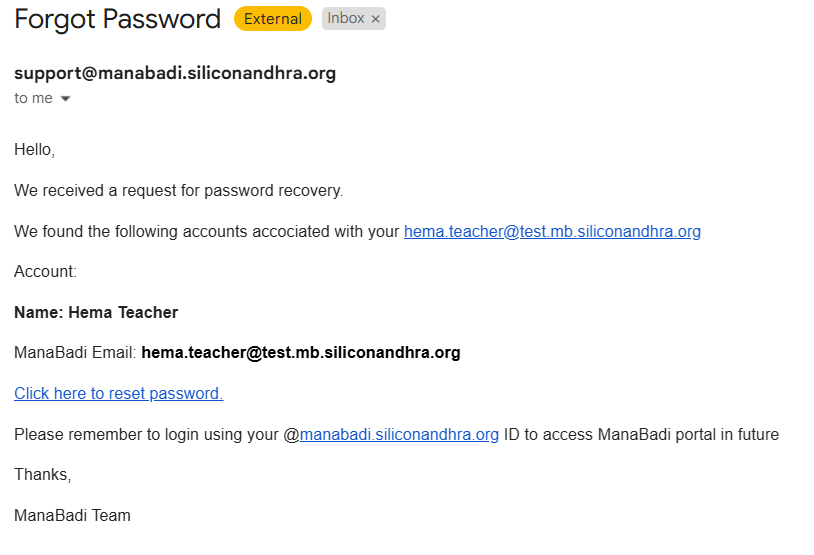 Forgot Password External Inbox ×
support@manabadi.siliconandhra.org
to me
Hello,
We received a request for password recovery.
We found the following accounts accociated with your hema.teacher@test.mb.siliconandhra.org
Account:
Name: Hema Teacher
ManaBadi Email: hema.teacher@test.mb.siliconandhra.org
Click here to reset password.
Please remember to login using your @manabadi.siliconandhra.org ID to access ManaBadi portal in future
Thanks,
ManaBadi Team